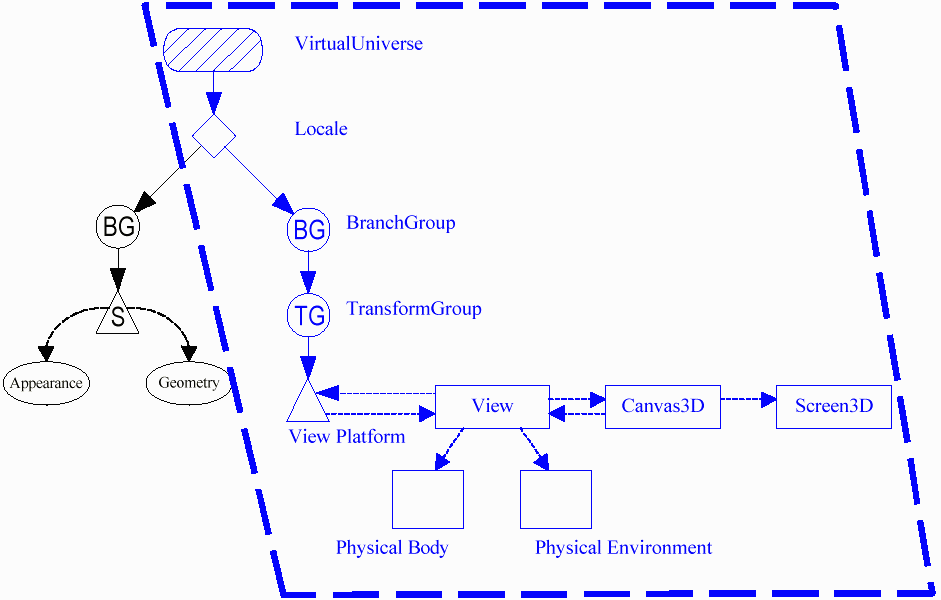 VirtualUniverse
Locale
BG
BG
BranchGroup
TG
TransformGroup
S
Appearance
Geometry
View
Canvas3D
Screen3D
View Platform
Physical Body
Physical Environment